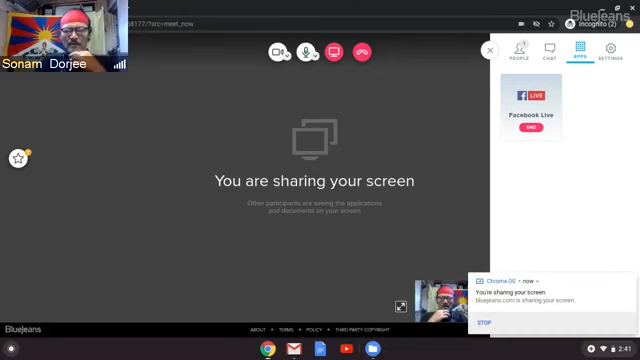 BlueJeans
68177/?src=meet_now
Incognito (2)
Sonam Dorjee
1
PEOPLE
CHAT
APPS
SETTINGS
LIVE
Facebook Live
END
You are sharing your screen
Other participants are seeing the applications
and documents on your screen
Chrome OS • now
You're sharing your screen
bluejeans.com is sharing your screen.
STOP
BlueJeans
ABOUT • TERMS • POLICY • THIRD PARTY COPYRIGHT
2:41